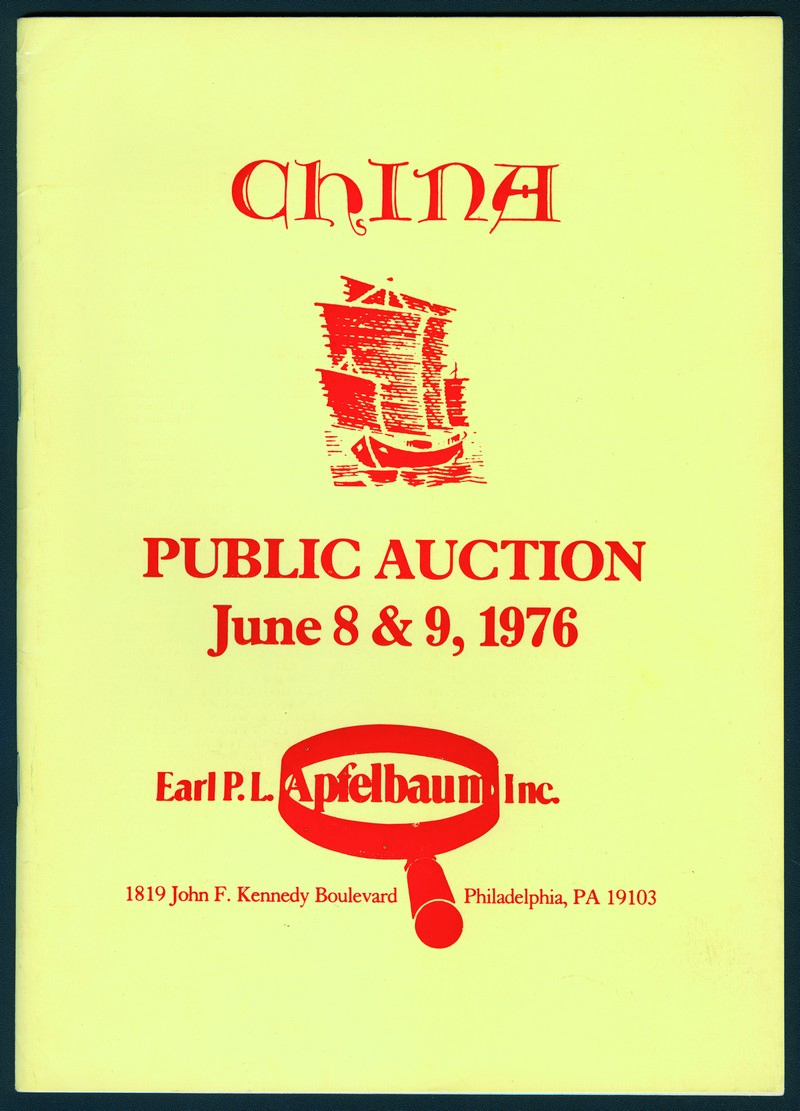 ChINA
PUBLIC AUCTION
June 8 & 9, 1976
Earl P. L. Apfelbaum Inc.
1819 John F. Kennedy Boulevard Philadelphia, PA 19103